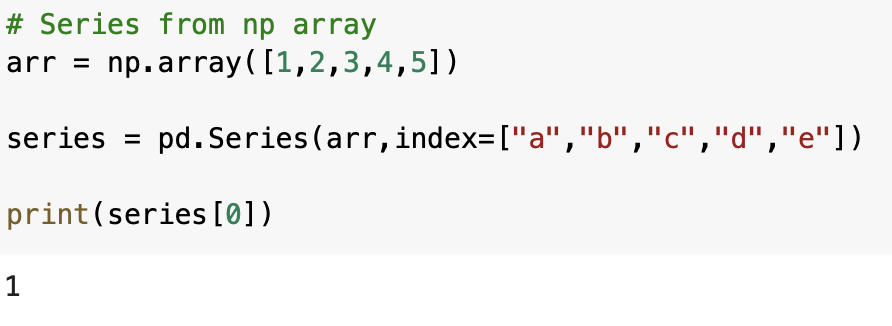 # Series from np array
arr = np.array([1,2,3,4,5])
series = pd.Series(arr,index=["a","b","c","d","e"])
print(series[0])
1